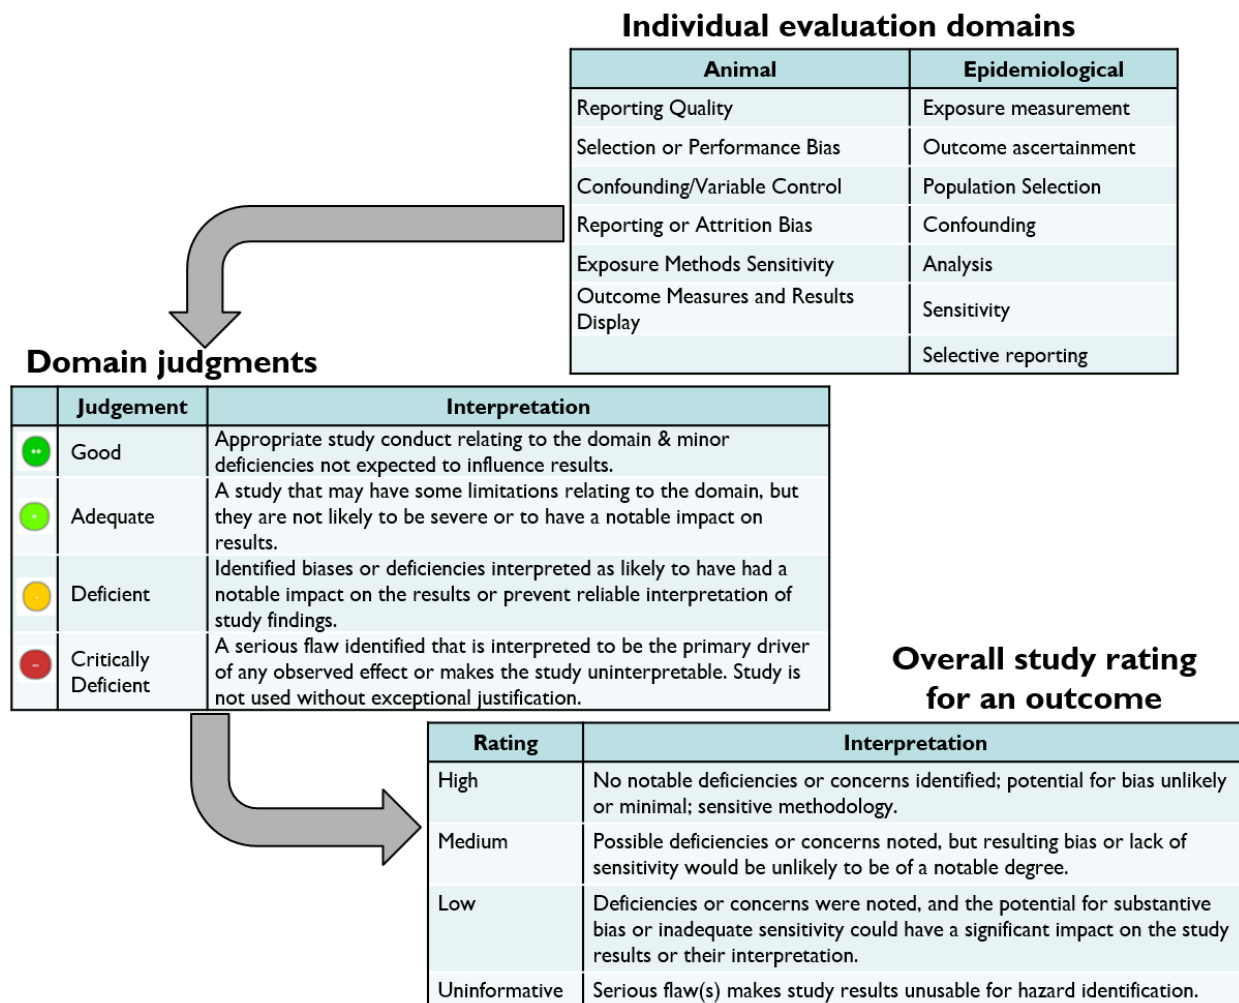 Individual evaluation domains
Animal Epidemiological
Reporting Quality Exposure measurement
Selection or Performance Bias Outcome ascertainment
Confounding/Variable Control Population Selection
Reporting or Attrition Bias Confounding
Exposure Methods Sensitivity Analysis
Outcome Measures and Results
Display
Sensitivity
Selective reporting
Domain judgments
Judgement Interpretation
Good
Appropriate study conduct relating to the domain & minor
deficiencies not expected to influence results.
Adequate
A study that may have some limitations relating to the domain, but
they are not likely to be severe or to have a notable impact on
results.
Deficient
Identified biases or deficiencies interpreted as likely to have had a
notable impact on the results or prevent reliable interpretation of
study findings.
Critically
Deficient
A serious flaw identified that is interpreted to be the primary driver
of any observed effect or makes the study uninterpretable. Study is
not used without exceptional justification.
Overall study rating
for an outcome
Rating Interpretation
High
No notable deficiencies or concerns identified; potential for bias unlikely
or minimal; sensitive methodology.
Medium
Possible deficiencies or concerns noted, but resulting bias or lack of
sensitivity would be unlikely to be of a notable degree.
Low
Deficiencies or concerns were noted, and the potential for substantive
bias or inadequate sensitivity could have a significant impact on the study
results or their interpretation.
Uninformative Serious flaw(s) makes study results unusable for hazard identification.